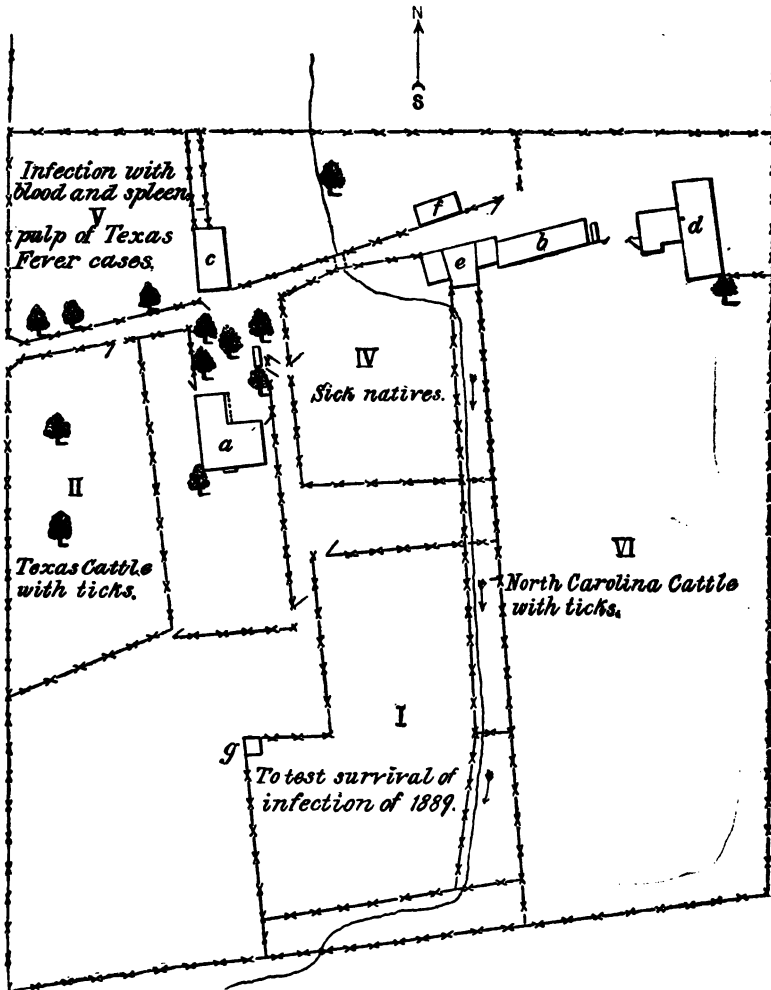 N
S
Infection with
blood and spleen
V
pulp of Texas
Fever cases.
c
f
e
b
d
IV
Sick natives.
a
II
Texas Cattle
with ticks.
VI
North Carolina Cattle
with ticks.
I
g
To test survival of
infection of 1889.